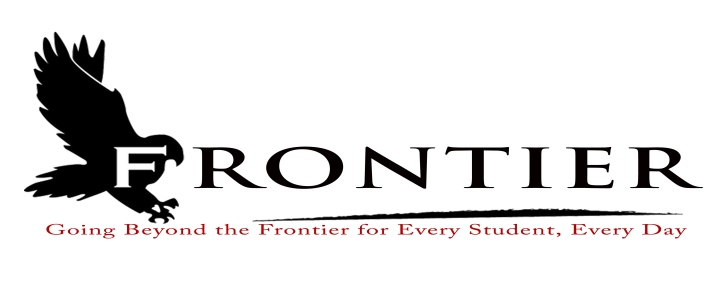 FRONTIER
Going Beyond the Frontier for Every Student, Every Day